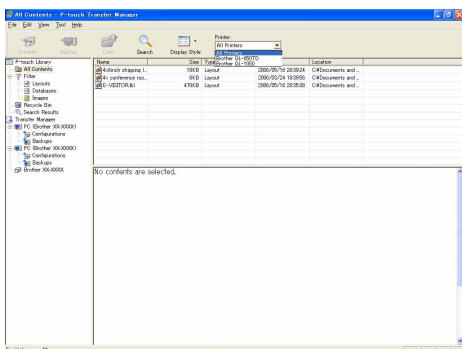 All Contents - P-touch Transfer Manager
File Edit View Tool Help
Transfer Backup Open Search Display Style
Printer:
All Printers
All Printers
Brother QL-650TD
Brother QL-1050
P-touch Library
All Contents
Filter
Layouts
Databases
Images
Recycle Bin
Search Results
Transfer Manager
PC (Brother XX-XXXX)
Configurations
Backups
PC (Brother XX-XXXX)
Configurations
Backups
Brother XX-XXXX
Name Size Type Location
4x6inch shipping l... 18KB Layout 2006/05/16 20:39:24 C:¥Documents and ...
4x conference roo... 6KB Layout 2006/03/24 18:39:56 C:¥Documents and ...
E-VISITOR.lbl 470KB Layout 2006/05/16 20:35:38 C:¥Documents and ...
No contents are selected.